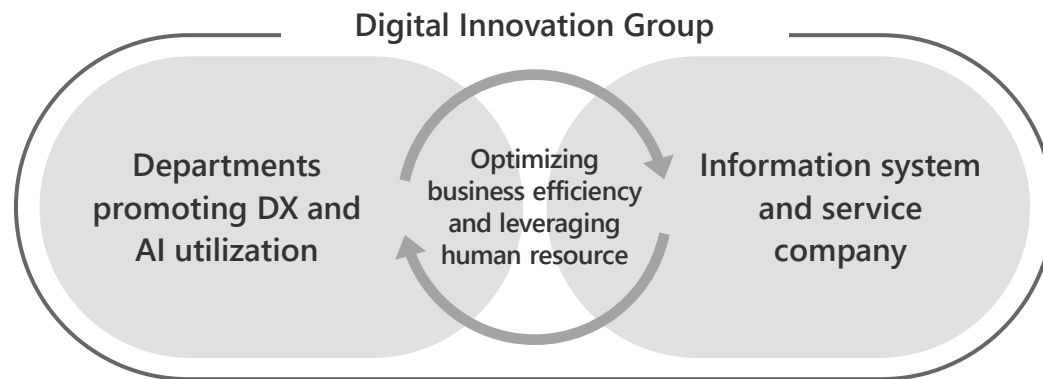 Digital Innovation Group
Departments
promoting DX and
AI utilization
Optimizing
business efficiency
and leveraging
human resource
Information system
and service
company